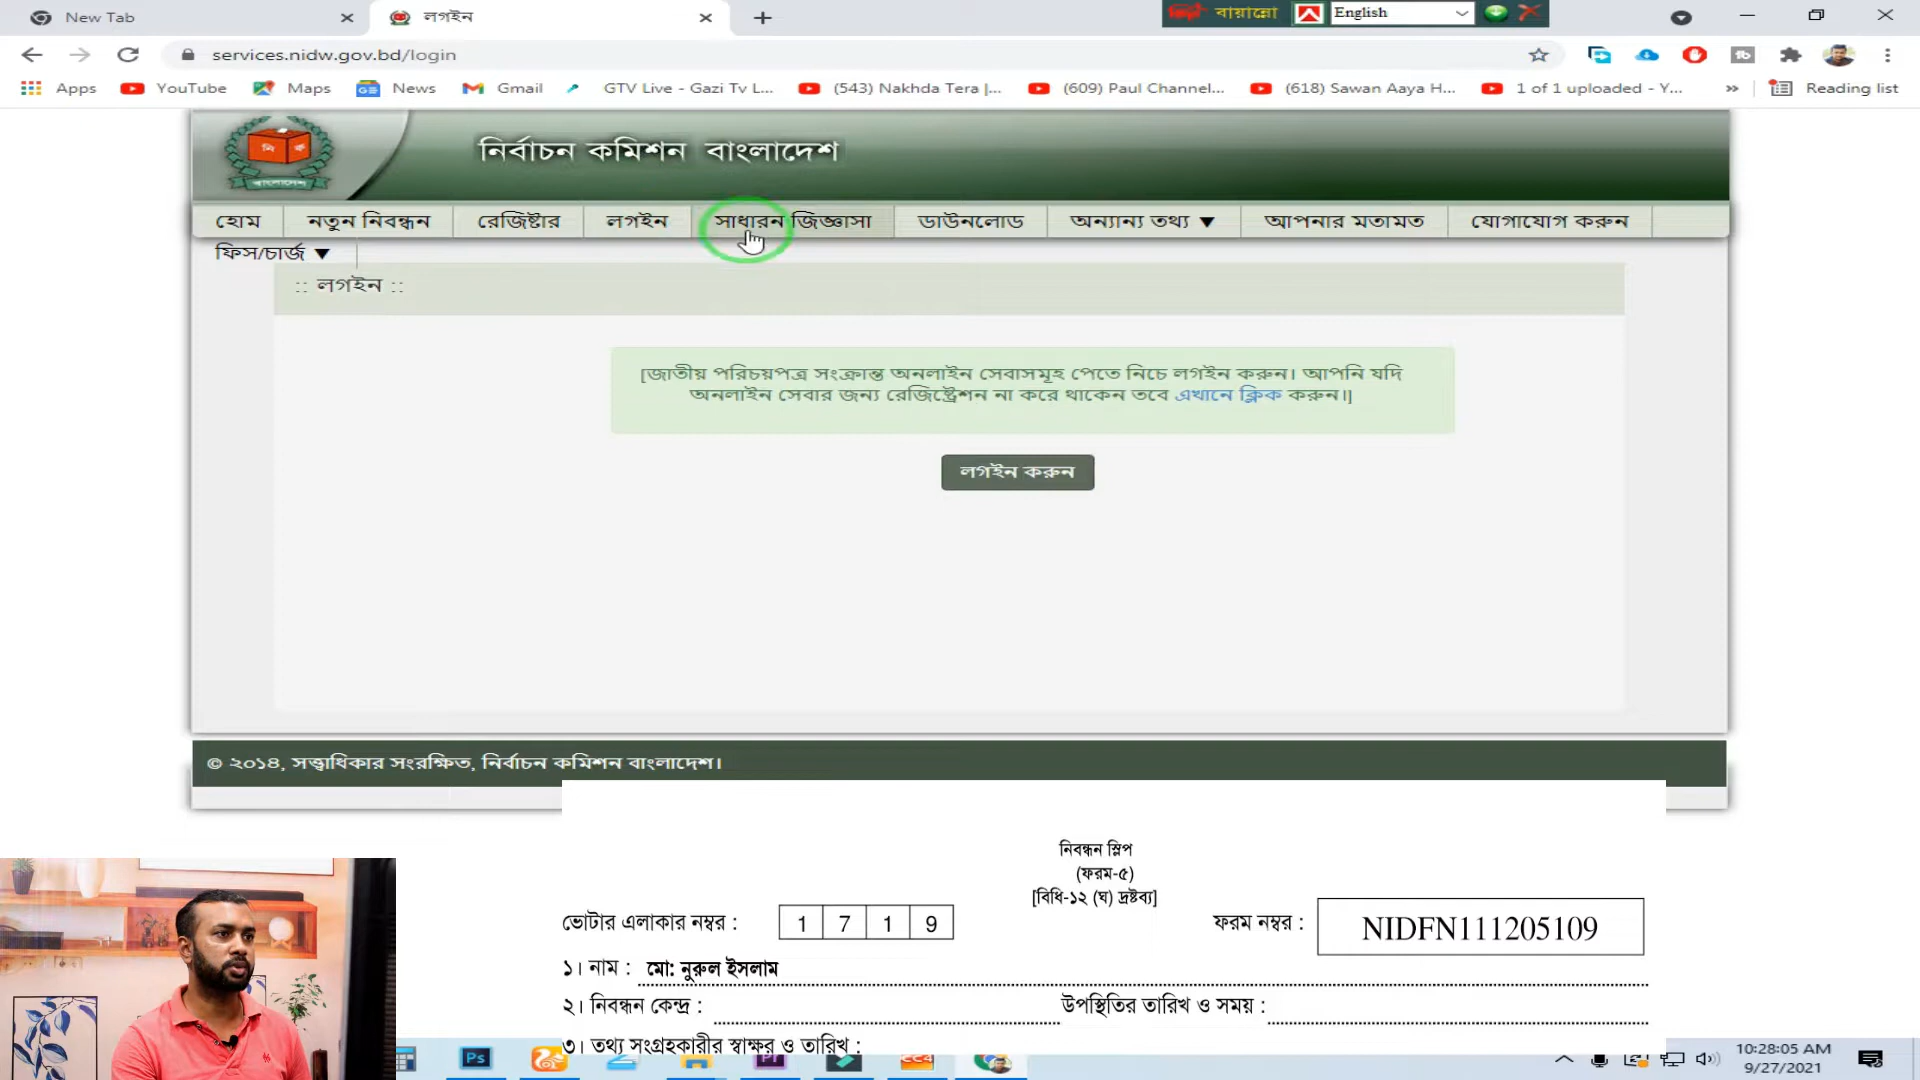 New Tab
লগইন
বায়ান্নো
English
services.nidw.gov.bd/login
Apps YouTube Maps News Gmail GTV Live - Gazi Tv L... (543) Nakhda Tera |... (609) Paul Channel... (618) Sawan Aaya H... 1 of 1 uploaded - Y... » Reading list
নির্বাচন কমিশন বাংলাদেশ
বাংলাদেশ
হোম নতুন নিবন্ধন রেজিষ্টার লগইন সাধারন জিজ্ঞাসা ডাউনলোড অন্যান্য তথ্য ▼ আপনার মতামত যোগাযোগ করুন
ফিস/চার্জ ▼
:: লগইন ::
[জাতীয় পরিচয়পত্র সংক্রান্ত অনলাইন সেবাসমূহ পেতে নিচে লগইন করুন। আপনি যদি
অনলাইন সেবার জন্য রেজিষ্ট্রেশন না করে থাকেন তবে এখানে ক্লিক করুন।]
লগইন করুন
© ২০১৪, সত্ত্বাধিকার সংরক্ষিত, নির্বাচন কমিশন বাংলাদেশ।
নিবন্ধন স্লিপ
(ফরম-৫)
[বিধি-১২ (ঘ) দ্রষ্টব্য]
ভোটার এলাকার নম্বর : 1 7 1 9 ফরম নম্বর : NIDFN111205109
১। নাম : মো: নুরুল ইসলাম
২। নিবন্ধন কেন্দ্র : উপস্থিতির তারিখ ও সময় :
৩। তথ্য সংগ্রহকারীর স্বাক্ষর ও তারিখ :
Ps
CC4
10:28:05 AM
9/27/2021